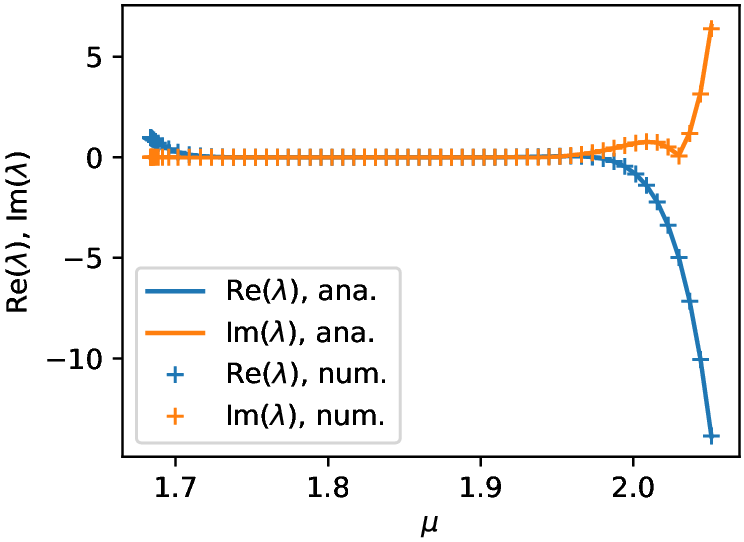 5
0
−5
−10
Re(λ), Im(λ)
Re(λ), ana.
Im(λ), ana.
Re(λ), num.
Im(λ), num.
1.7 1.8 1.9 2.0
μ